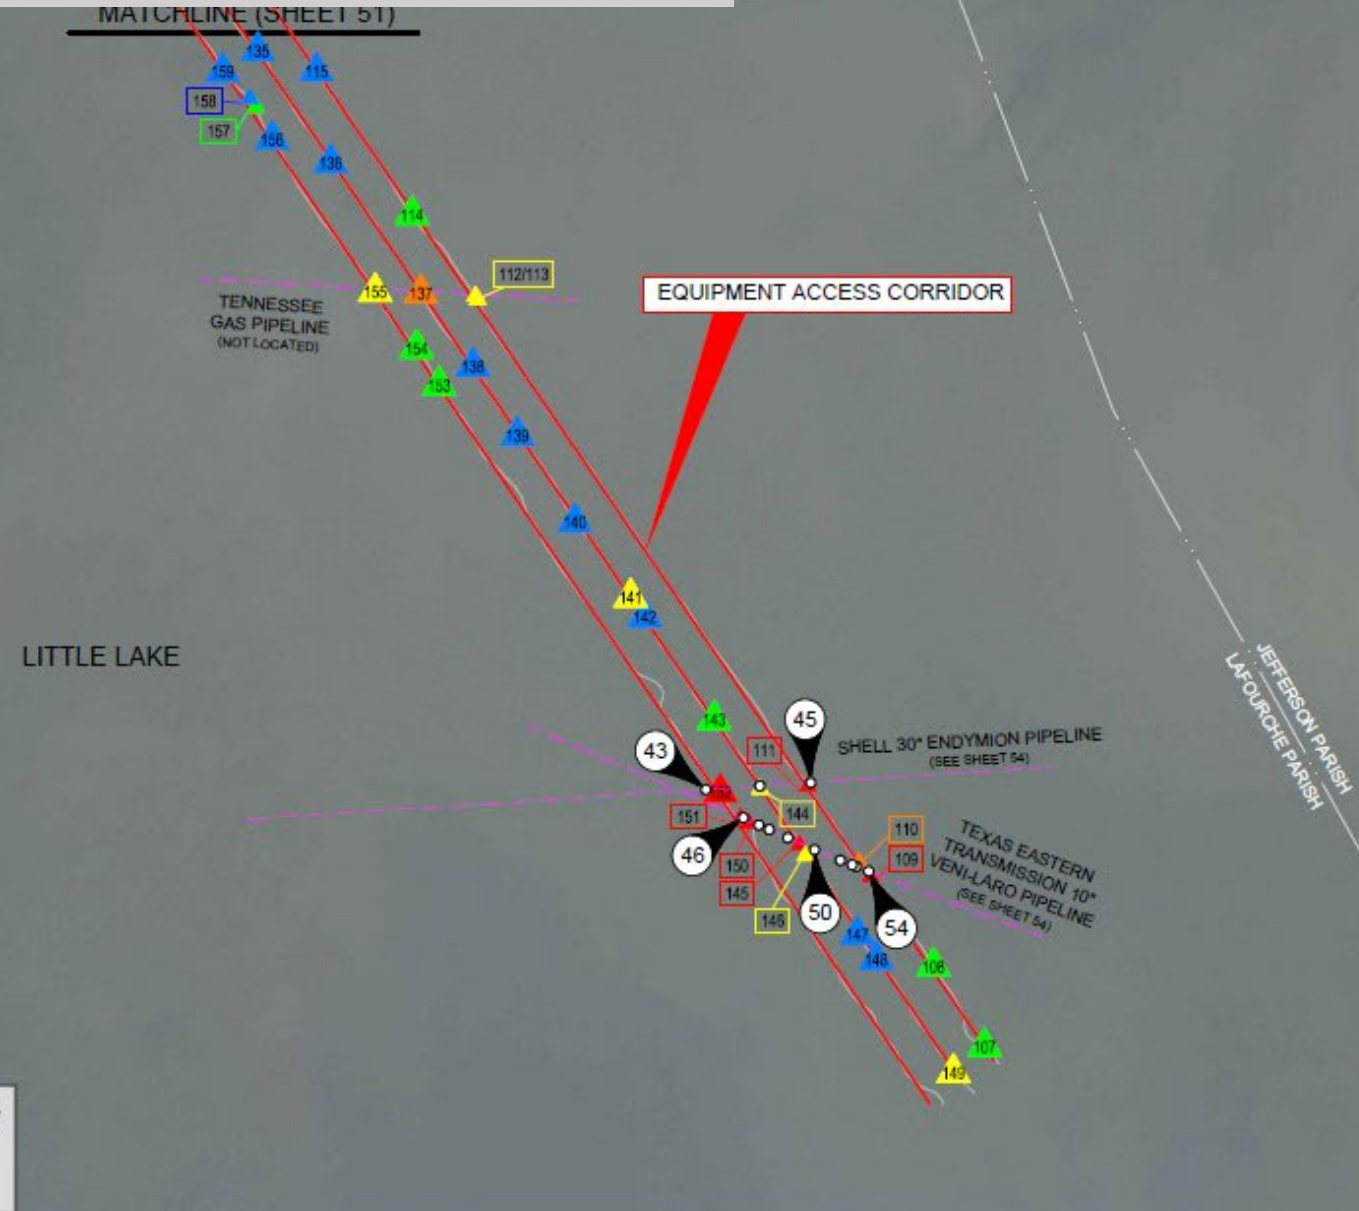 MATCHLINE (SHEET 51)
135
159
115
158
157
156
136
114
112/113
155
137
TENNESSEE
GAS PIPELINE
(NOT LOCATED)
EQUIPMENT ACCESS CORRIDOR
154
138
153
139
140
141
142
LITTLE LAKE
JEFFERSON PARISH
LAFOURCHE PARISH
143
45
43
111
SHELL 30" ENDYMION PIPELINE
(SEE SHEET 54)
151
144
46
150
145
146
110
109
TEXAS EASTERN
TRANSMISSION 10"
VENI-LARO PIPELINE
(SEE SHEET 54)
50
54
147
148
108
107
149